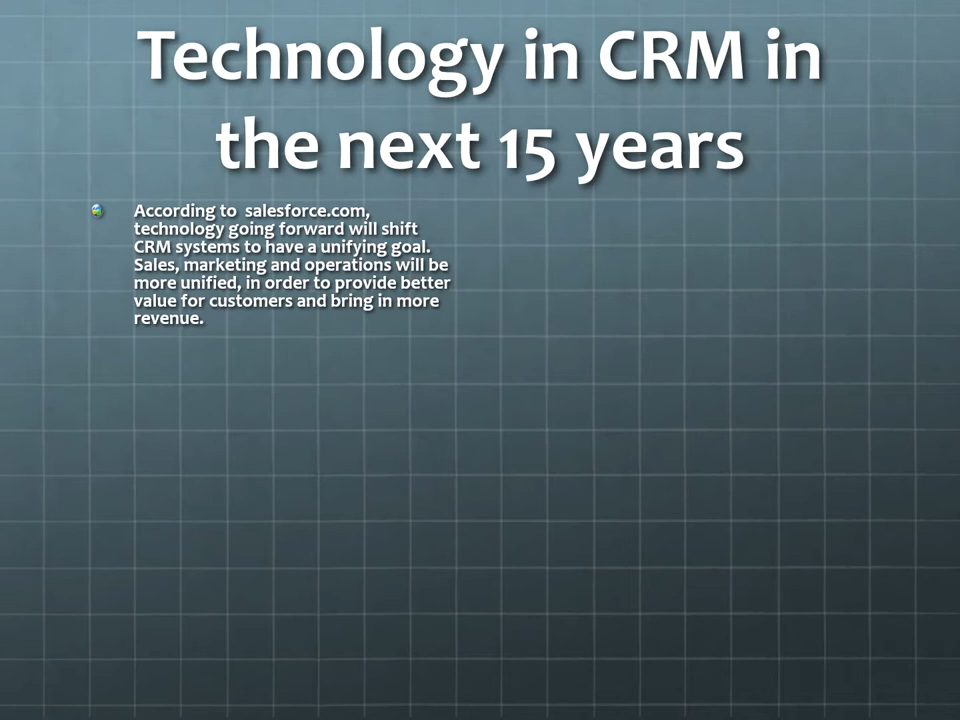 Technology in CRM in
the next 15 years
According to  salesforce.com,
technology going forward will shift
CRM systems to have a unifying goal.
Sales, marketing and operations will be
more unified, in order to provide better
value for customers and bring in more
revenue.